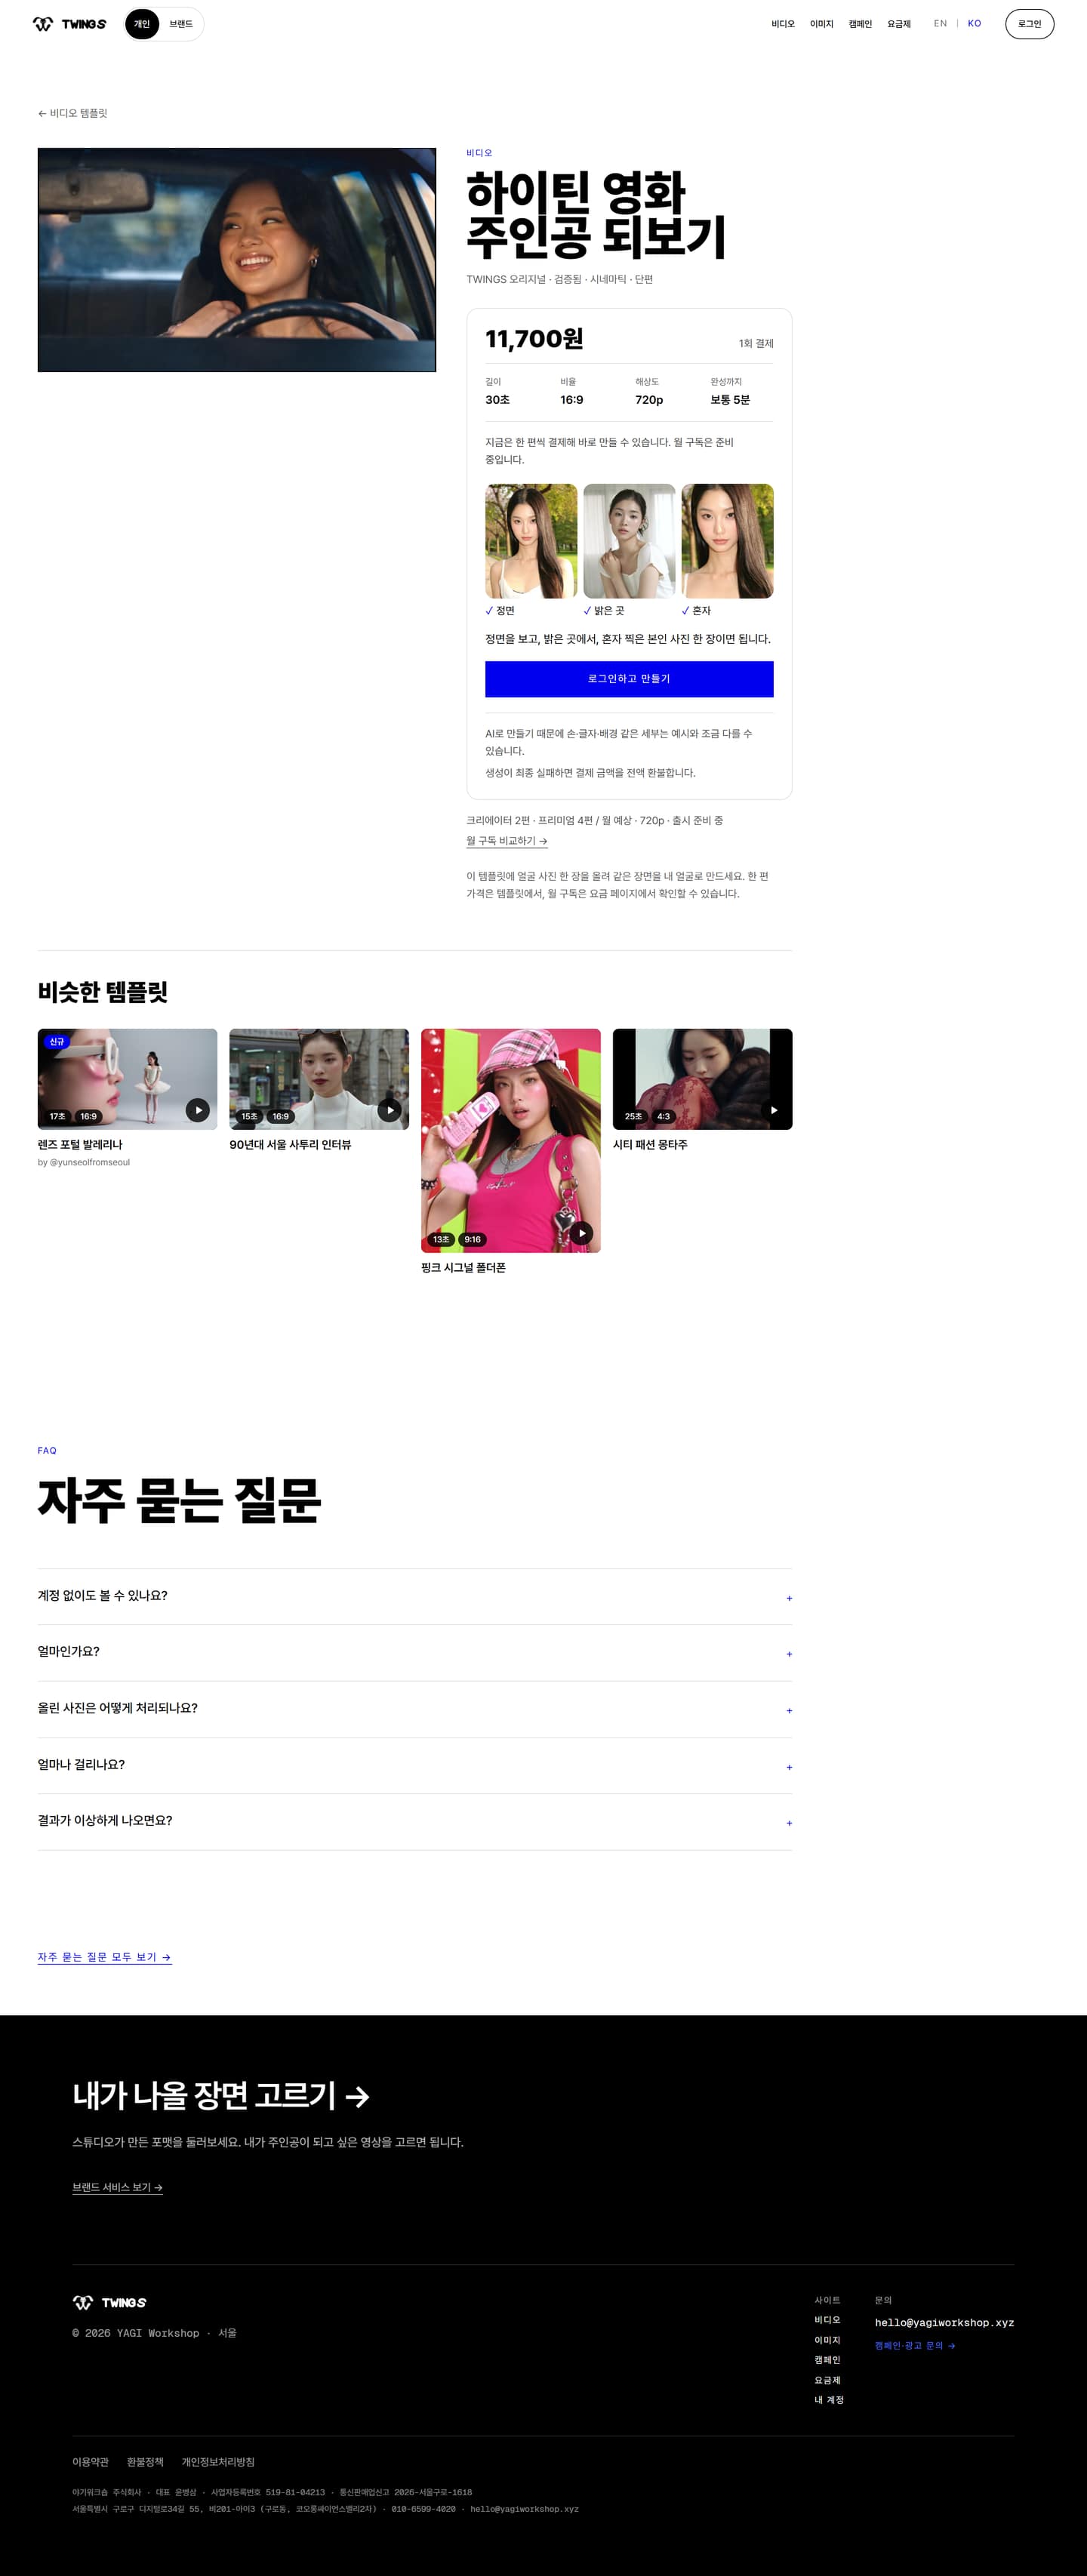 TWINGS
개인
브랜드
비디오
이미지
캠페인
요금제
EN | KO
로그인
← 비디오 템플릿
비디오
하이틴 영화
주인공 되보기
TWINGS 오리지널 · 검증됨 · 시네마틱 · 단편
11,700원
1회 결제
길이
비율
해상도
완성까지
30초
16:9
720p
보통 5분
지금은 한 편씩 결제해 바로 만들 수 있습니다. 월 구독은 준비
중입니다.
✓ 정면
✓ 밝은 곳
✓ 혼자
정면을 보고, 밝은 곳에서, 혼자 찍은 본인 사진 한 장이면 됩니다.
로그인하고 만들기
AI로 만들기 때문에 손·글자·배경 같은 세부는 예시와 조금 다를 수
있습니다.
생성이 최종 실패하면 결제 금액을 전액 환불합니다.
크리에이터 2편 · 프리미엄 4편 / 월 예상 · 720p · 출시 준비 중
월 구독 비교하기 →
이 템플릿에 얼굴 사진 한 장을 올려 같은 장면을 내 얼굴로 만드세요. 한 편
가격은 템플릿에서, 월 구독은 요금 페이지에서 확인할 수 있습니다.
비슷한 템플릿
신규
17초
16:9
렌즈 포털 발레리나
by @yunseolfromseoul
15초
16:9
90년대 서울 사투리 인터뷰
13초
9:16
핑크 시그널 폴더폰
25초
4:3
시티 패션 몽타주
FAQ
자주 묻는 질문
계정 없이도 볼 수 있나요?
+
얼마인가요?
+
올린 사진은 어떻게 처리되나요?
+
얼마나 걸리나요?
+
결과가 이상하게 나오면요?
+
자주 묻는 질문 모두 보기 →
내가 나올 장면 고르기 →
스튜디오가 만든 포맷을 둘러보세요. 내가 주인공이 되고 싶은 영상을 고르면 됩니다.
브랜드 서비스 보기 →
TWINGS
© 2026 YAGI Workshop · 서울
사이트
비디오
이미지
캠페인
요금제
내 계정
문의
hello@yagiworkshop.xyz
캠페인·광고 문의 →
이용약관
환불정책
개인정보처리방침
야기워크숍 주식회사 · 대표 윤병삼 · 사업자등록번호 519-81-04213 · 통신판매업신고 2026-서울구로-1618
서울특별시 구로구 디지털로34길 55, 비201-아이3 (구로동, 코오롱싸이언스밸리2차) · 010-6599-4020 · hello@yagiworkshop.xyz